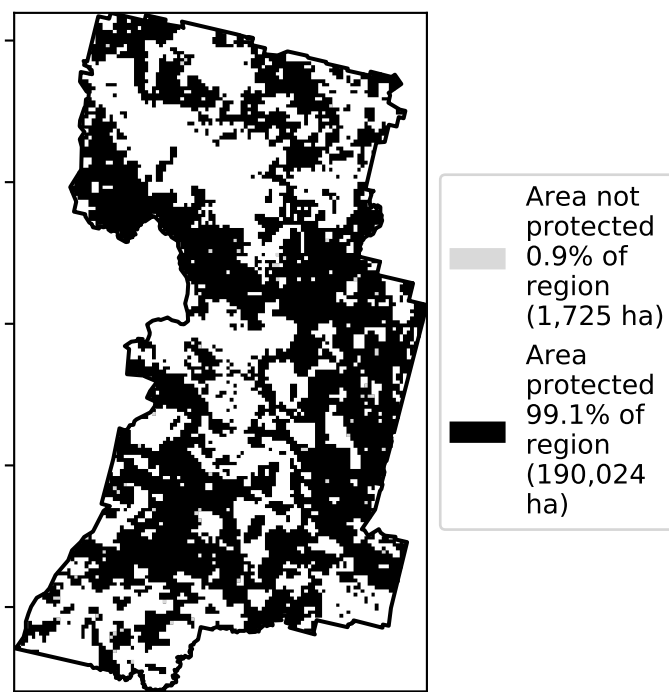 Area not
protected
0.9% of
region
(1,725 ha)
Area
protected
99.1% of
region
(190,024
ha)